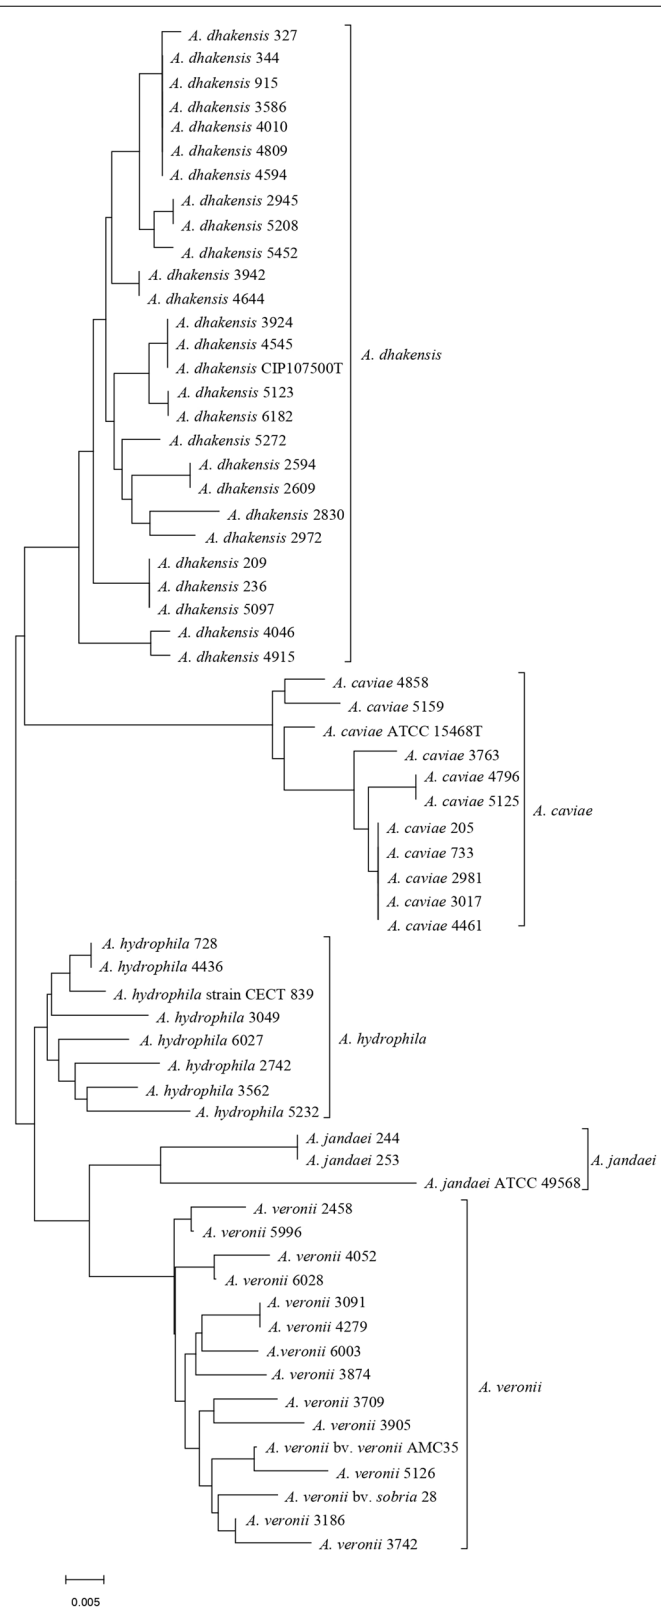 A. dhakensis 327
A. dhakensis 344
A. dhakensis 915
A. dhakensis 3586
A. dhakensis 4010
A. dhakensis 4809
A. dhakensis 4594
A. dhakensis 2945
A. dhakensis 5208
A. dhakensis 5452
A. dhakensis 3942
A. dhakensis 4644
A. dhakensis 3924
A. dhakensis 4545
A. dhakensis
A. dhakensis CIP107500T
A. dhakensis 5123
A. dhakensis 6182
A. dhakensis 5272
A. dhakensis 2594
A. dhakensis 2609
A. dhakensis 2830
A. dhakensis 2972
A. dhakensis 209
A. dhakensis 236
A. dhakensis 5097
A. dhakensis 4046
A. dhakensis 4915
A. caviae 4858
A. caviae 5159
A. caviae ATCC 15468T
A. caviae 3763
A. caviae 4796
A. caviae 5125
A. caviae
A. caviae 205
A. caviae 733
A. caviae 2981
A. caviae 3017
A. caviae 4461
A. hydrophila 728
A. hydrophila 4436
A. hydrophila strain CECT 839
A. hydrophila 3049
A. hydrophila 6027
A. hydrophila
A. hydrophila 2742
A. hydrophila 3562
A. hydrophila 5232
A. jandaei 244
A. jandaei 253
A. jandaei
A. jandaei ATCC 49568
A. veronii 2458
A. veronii 5996
A. veronii 4052
A. veronii 6028
A. veronii 3091
A. veronii 4279
A.veronii 6003
A. veronii 3874
A. veronii
A. veronii 3709
A. veronii 3905
A. veronii bv. veronii AMC35
A. veronii 5126
A. veronii bv. sobria 28
A. veronii 3186
A. veronii 3742
0.005